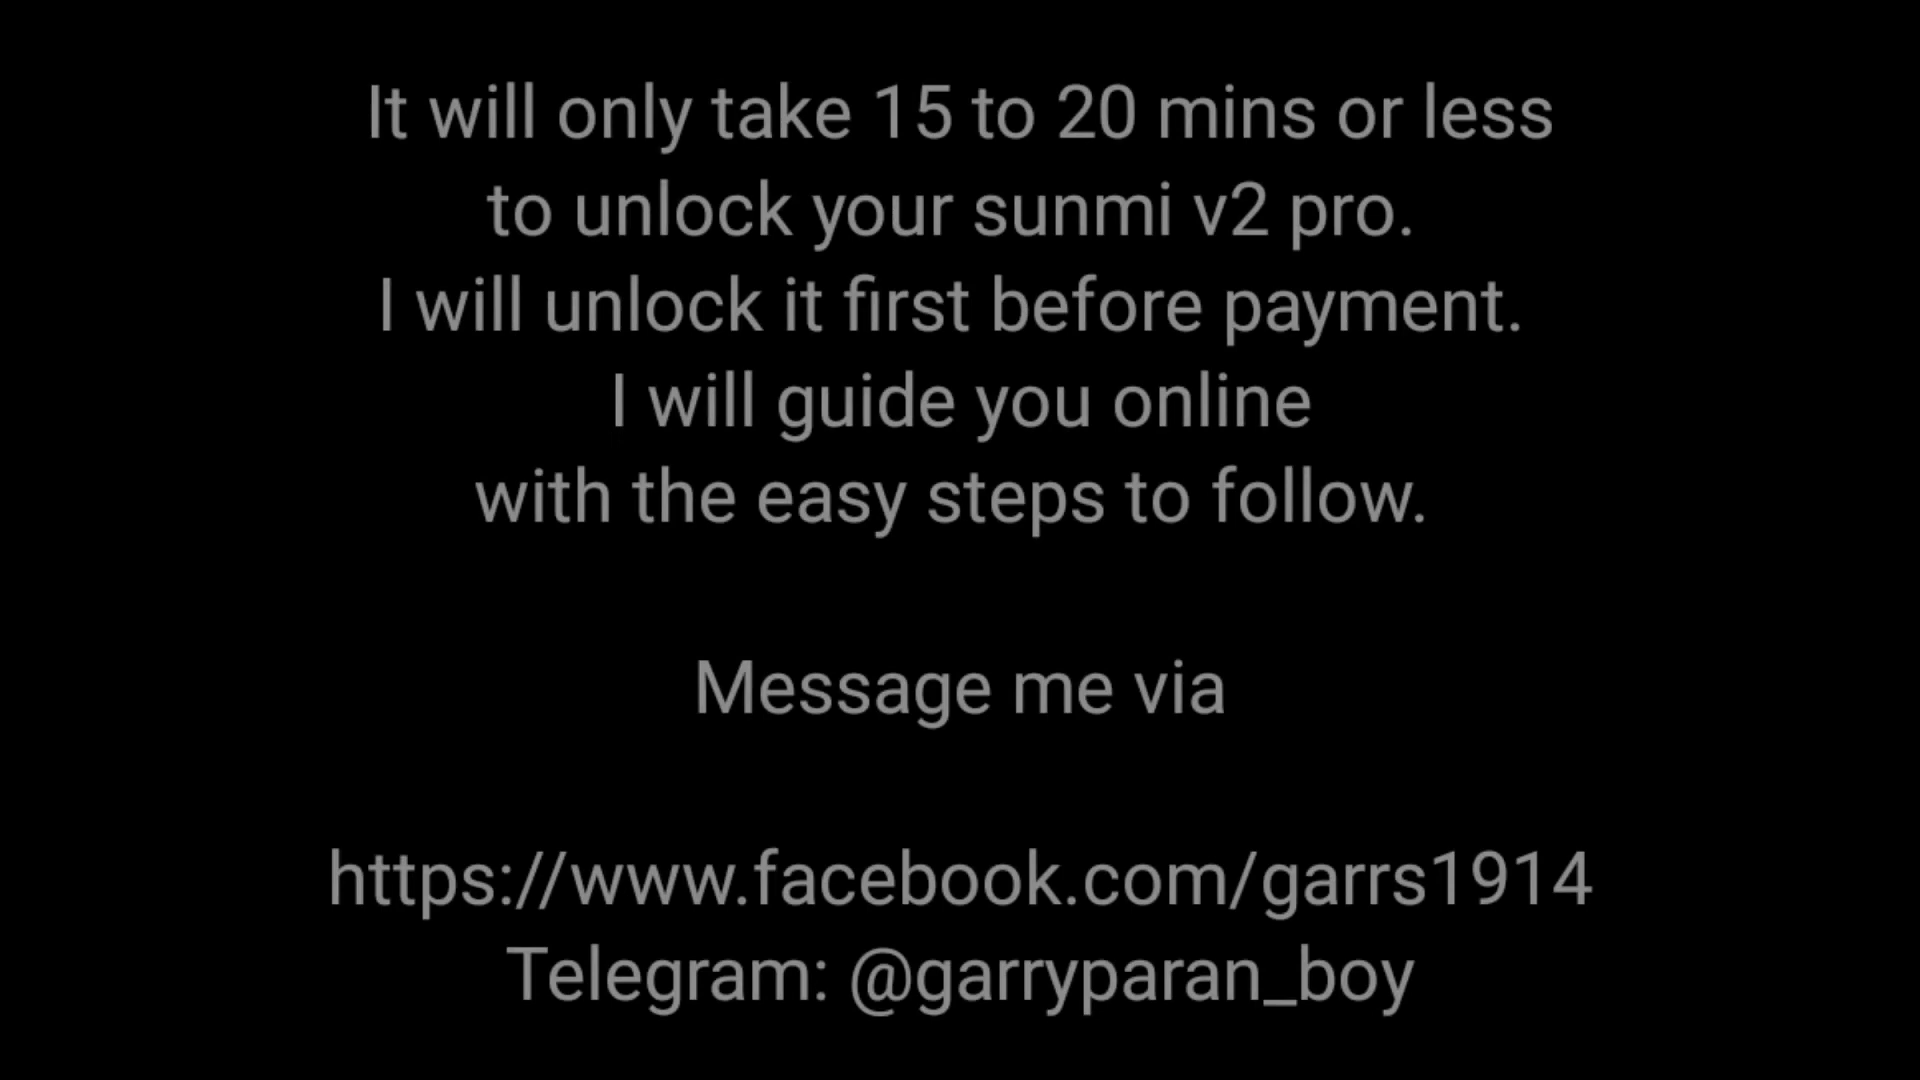 It will only take 15 to 20 mins or less
to unlock your sunmi v2 pro.
I will unlock it first before payment.
I will guide you online
with the easy steps to follow.
Message me via
https://www.facebook.com/garrs1914
Telegram: @garryparan_boy